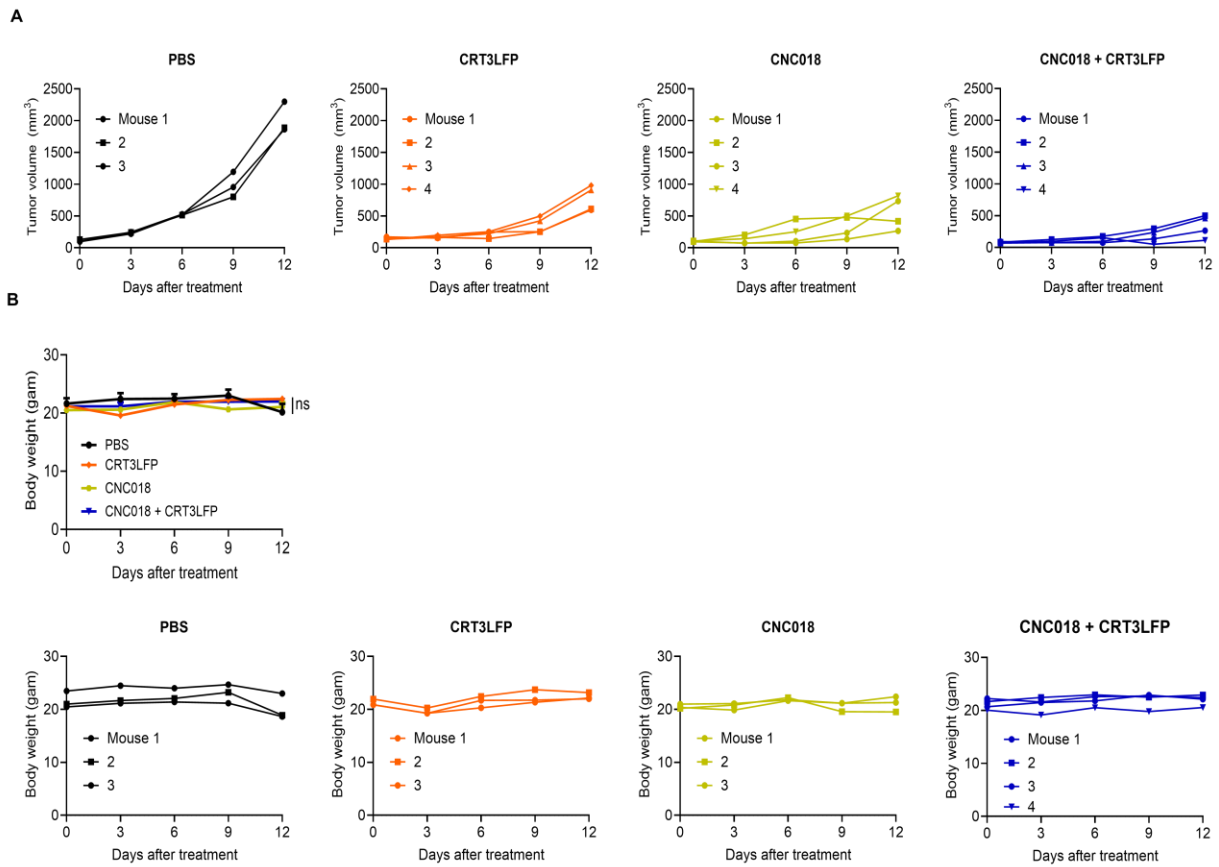 A
PBS
Tumor volume (mm³)
2500
2000
1500
1000
500
0
Mouse 1
2
3
0 3 6 9 12
Days after treatment
CRT3LFP
Tumor volume (mm³)
2500
2000
1500
1000
500
0
Mouse 1
2
3
4
0 3 6 9 12
Days after treatment
CNC018
Tumor volume (mm³)
2500
2000
1500
1000
500
0
Mouse 1
2
3
4
0 3 6 9 12
Days after treatment
CNC018 + CRT3LFP
Tumor volume (mm³)
2500
2000
1500
1000
500
0
Mouse 1
2
3
4
0 3 6 9 12
Days after treatment
B
Body weight (gam)
30
20
10
0
ns
PBS
CRT3LFP
CNC018
CNC018 + CRT3LFP
0 3 6 9 12
Days after treatment
PBS
Body weight (gam)
30
20
10
0
Mouse 1
2
3
0 3 6 9 12
Days after treatment
CRT3LFP
Body weight (gam)
30
20
10
0
Mouse 1
2
3
0 3 6 9 12
Days after treatment
CNC018
Body weight (gam)
30
20
10
0
Mouse 1
2
3
0 3 6 9 12
Days after treatment
CNC018 + CRT3LFP
Body weight (gam)
30
20
10
0
Mouse 1
2
3
4
0 3 6 9 12
Days after treatment